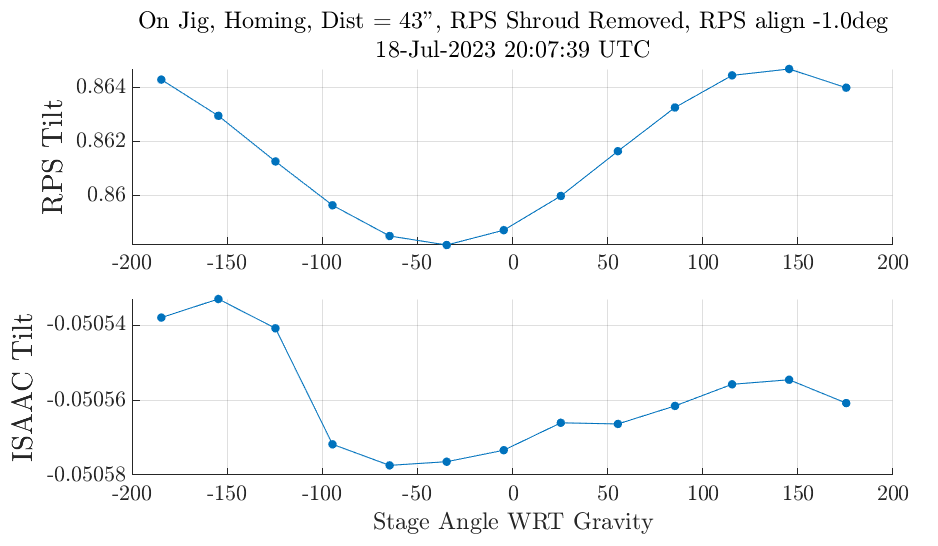 On Jig, Homing, Dist = 43”, RPS Shroud Removed, RPS align -1.0deg
18-Jul-2023 20:07:39 UTC
RPS Tilt
0.864
0.862
0.86
-200 -150 -100 -50 0 50 100 150 200
ISAAC Tilt
-0.05054
-0.05056
-0.05058
-200 -150 -100 -50 0 50 100 150 200
Stage Angle WRT Gravity